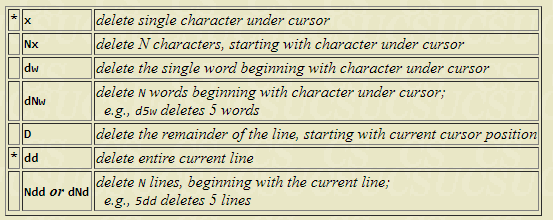 * x delete single character under cursor
Nx delete N characters, starting with character under cursor
dw delete the single word beginning with character under cursor
dNw delete N words beginning with character under cursor;
e.g., d5w deletes 5 words
D delete the remainder of the line, starting with current cursor position
* dd delete entire current line
Ndd or dNd delete N lines, beginning with the current line;
e.g., 5dd deletes 5 lines